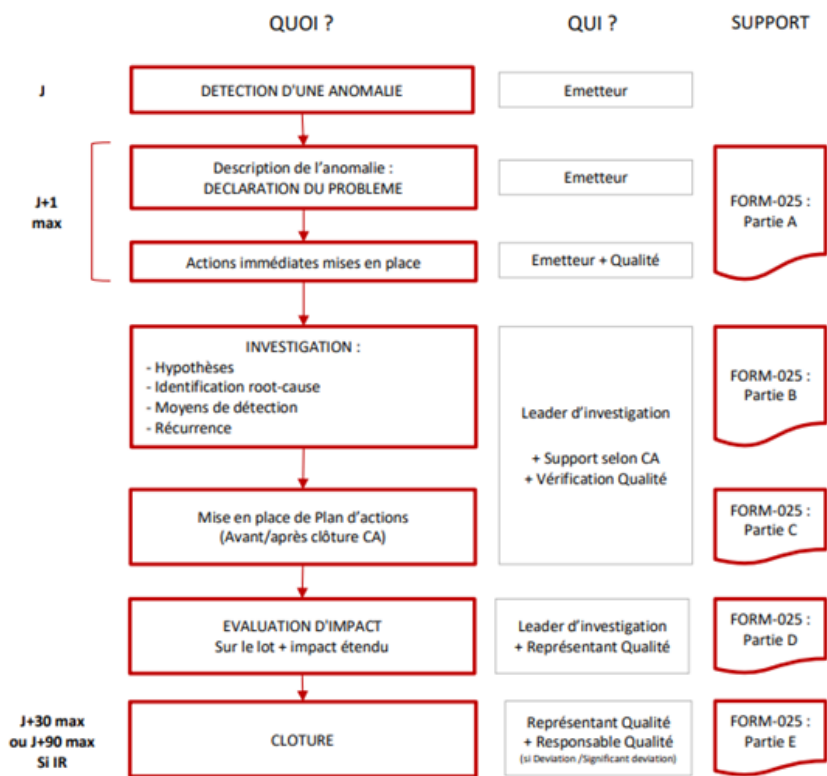 QUOI ?
QUI ?
SUPPORT
J
DETECTION D'UNE ANOMALIE
Emetteur
J+1
max
Description de l'anomalie :
DECLARATION DU PROBLEME
Emetteur
FORM-025 :
Partie A
Actions immédiates mises en place
Emetteur + Qualité
INVESTIGATION :
- Hypothèses
- Identification root-cause
- Moyens de détection
- Récurrence
Leader d'investigation
+ Support selon CA
+ Vérification Qualité
FORM-025 :
Partie B
Mise en place de Plan d'actions
(Avant/après clôture CA)
FORM-025 :
Partie C
EVALUATION D'IMPACT
Sur le lot + impact étendu
Leader d'investigation
+ Représentant Qualité
FORM-025 :
Partie D
J+30 max
ou J+90 max
Si IR
CLOTURE
Représentant Qualité
+ Responsable Qualité
(si Deviation /Significant deviation)
FORM-025 :
Partie E